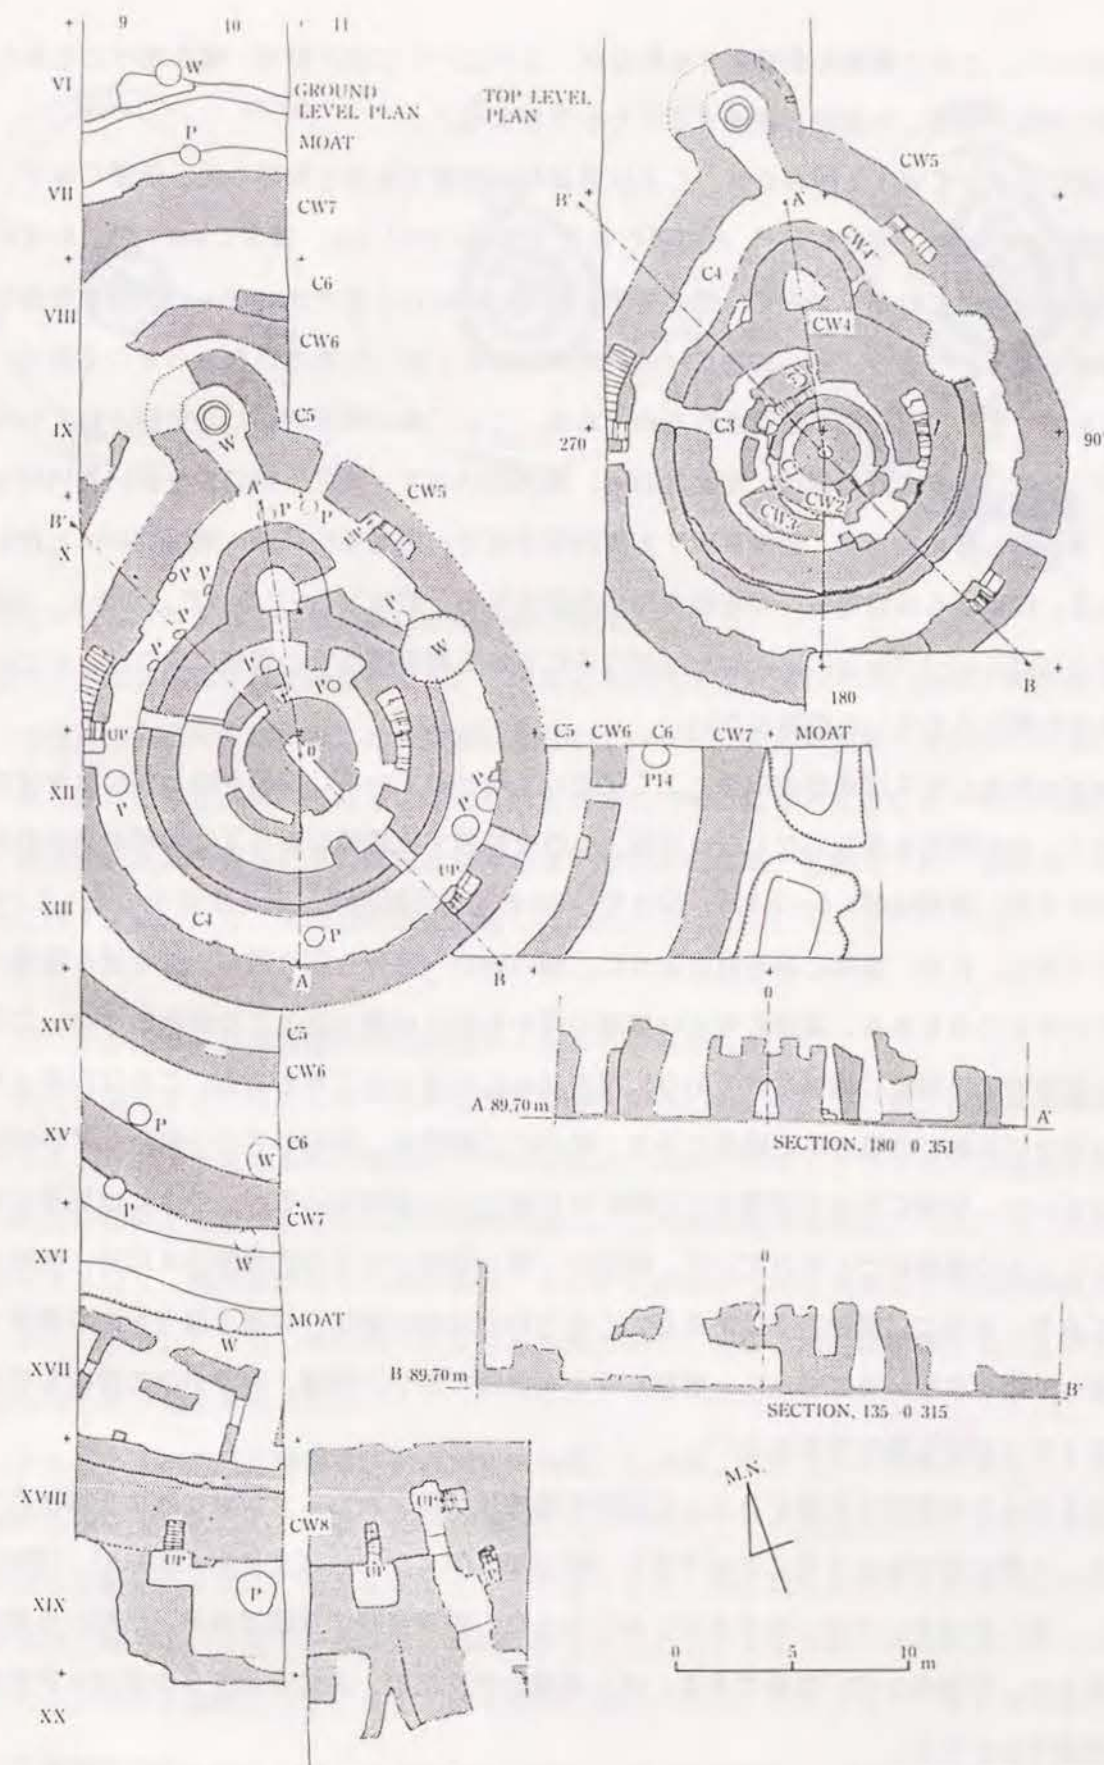 9 10 11
VI
W
GROUND
LEVEL PLAN
P
MOAT
VII
CW7
C6
VIII
CW6
IX
C5
W
A'
CW5
P
P
B'
UP
X
P
P
P
P
P
W
P
P
0
UP
XII
P
P
P
UP
XIII
C4
P
A
B
XIV
C5
CW6
P
C6
XV
W
P
CW7
W
XVI
MOAT
W
XVII
XVIII
UP
CW8
UP
UP
UP
XIX
P
XX
TOP LEVEL
PLAN
CW5
B'
A'
CW4'
C4
CW4
C3
270
90°
CW2
CW3
180
B
C5 CW6 C6 CW7 MOAT
P14
0
A 89.70 m
A'
SECTION, 180 0 351
0
B 89.70 m
B'
SECTION, 135 0 315
M.N.
0 5 10
m